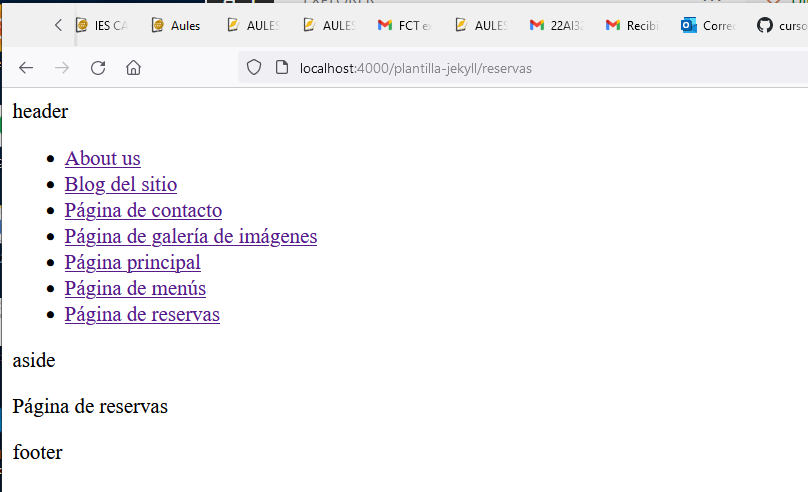 IES CA Aules AULES AULES FCT e AULES 22AI3 Recibi Corre curso
localhost:4000/plantilla-jekyll/reservas
header
About us
Blog del sitio
Página de contacto
Página de galería de imágenes
Página principal
Página de menús
Página de reservas
aside
Página de reservas
footer